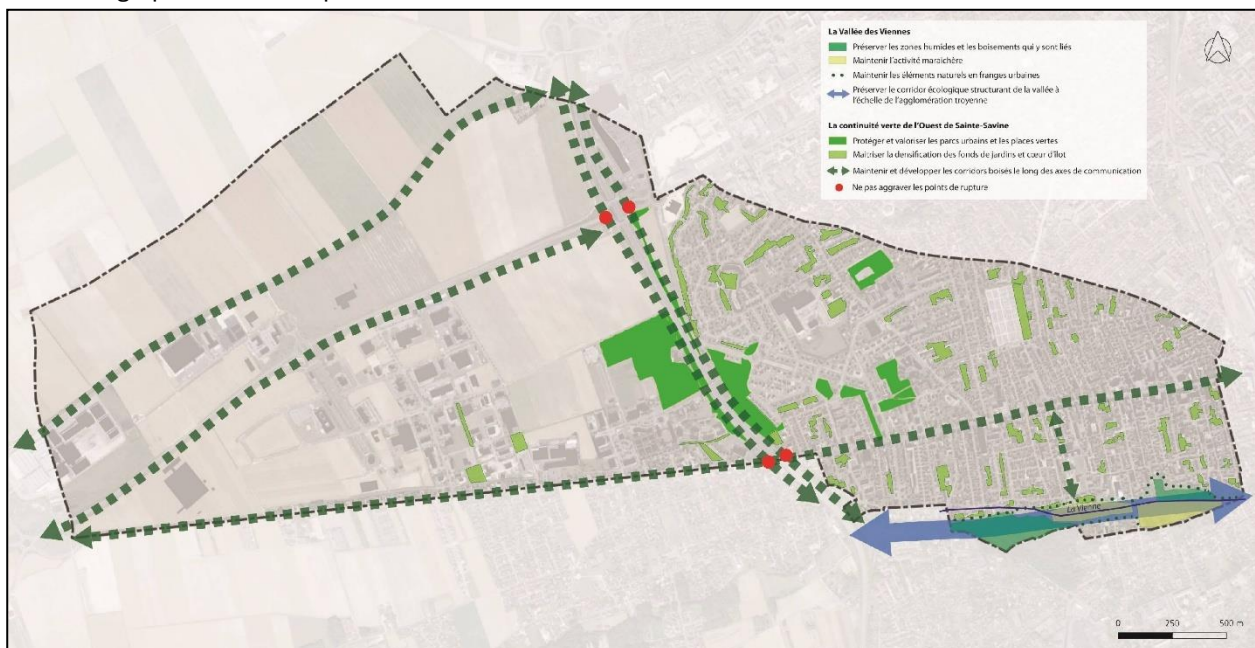 La Vallée des Viennes
Préserver les zones humides et les boisements qui y sont liés
Maintenir l'activité maraichère
Maintenir les éléments naturels en franges urbaines
Préserver le corridor écologique structurant de la vallée à
l'échelle de l'agglomération troyenne
La continuité verte de l'Ouest de Sainte-Savine
Protéger et valoriser les parcs urbains et les places vertes
Maîtriser la densification des fonds de jardins et cœur d'îlot
Maintenir et développer les corridors boisés le long des axes de communication
Ne pas aggraver les points de rupture
La Vienne
0 250 500 m